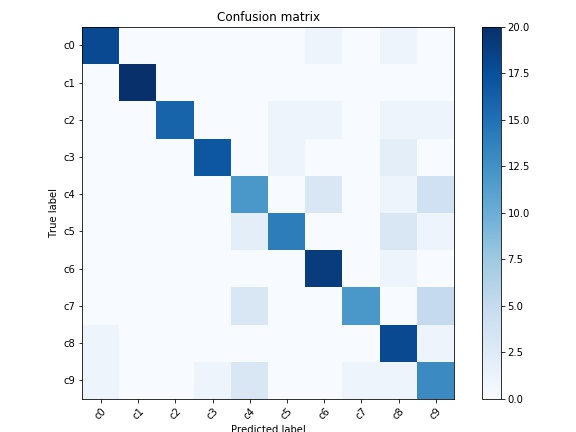 Confusion matrix
True label
c0
c1
c2
c3
c4
c5
c6
c7
c8
c9
c0 c1 c2 c3 c4 c5 c6 c7 c8 c9
Predicted label
20.0
17.5
15.0
12.5
10.0
7.5
5.0
2.5
0.0